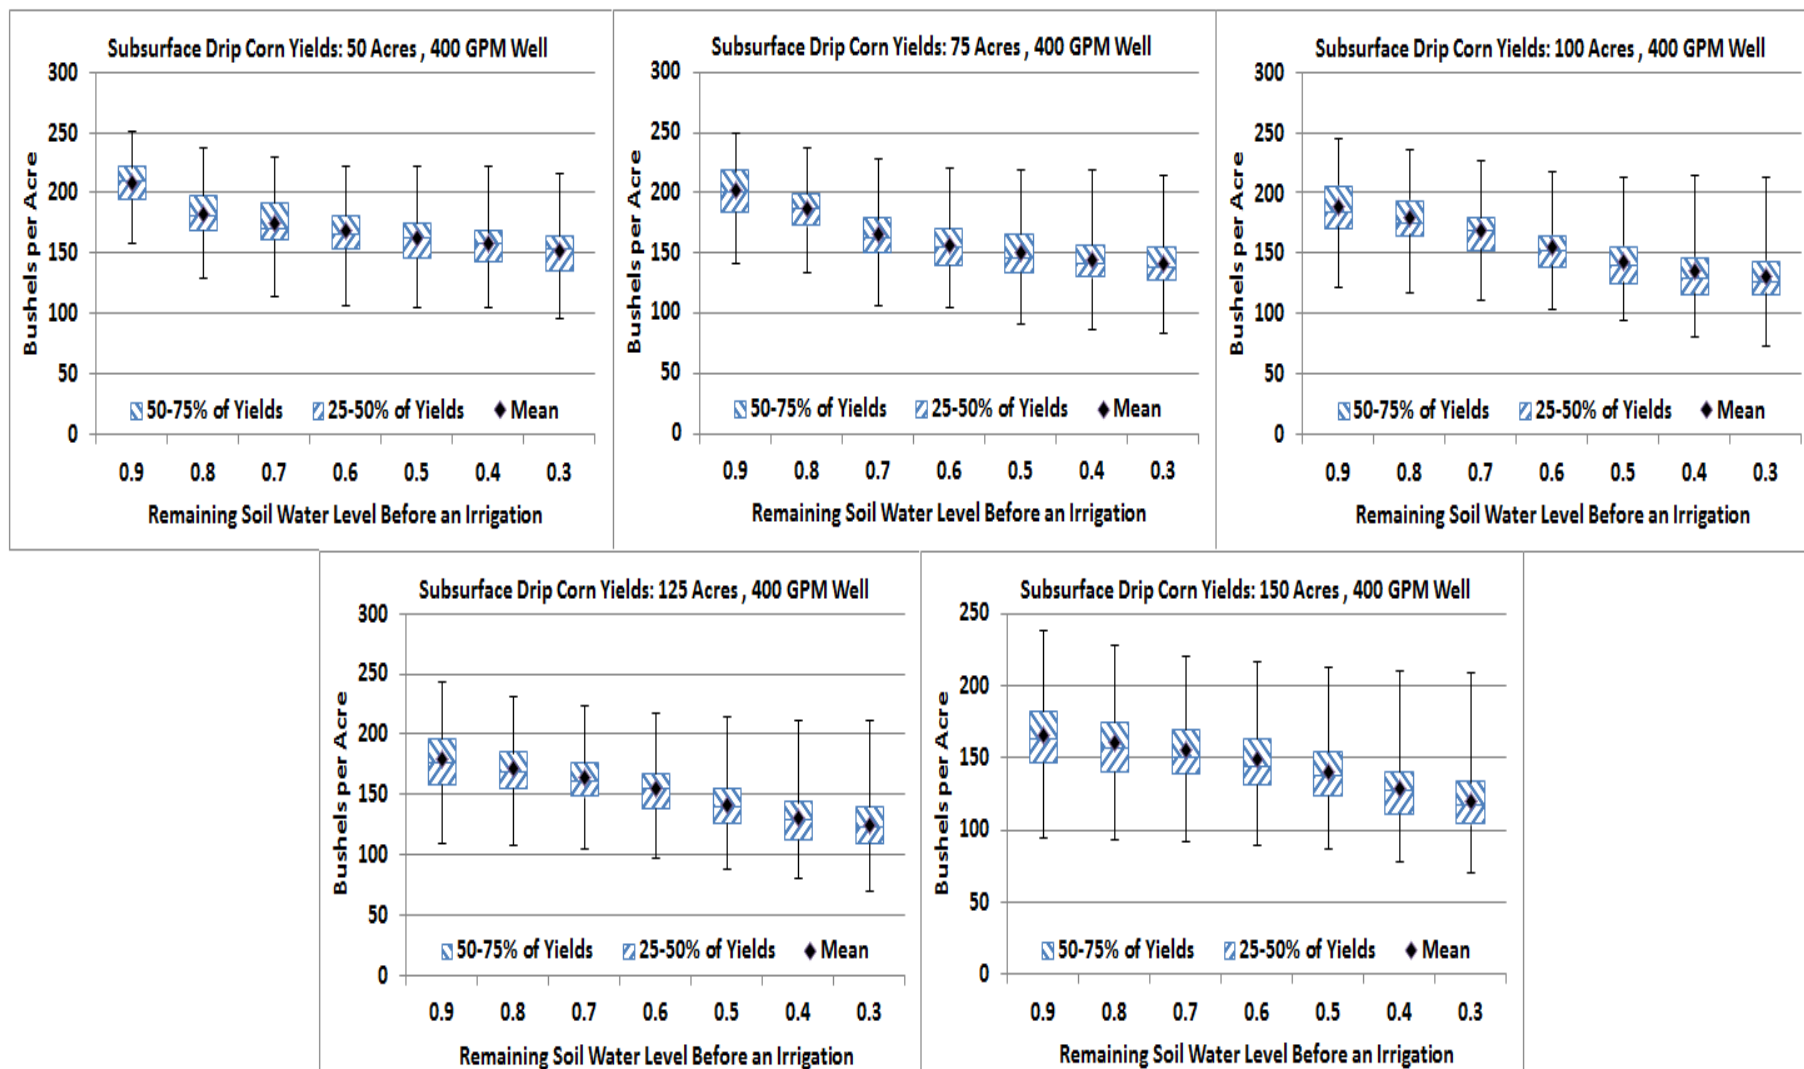 Subsurface Drip Corn Yields: 50 Acres , 400 GPM Well
300
250
200
150
100
50
0
Bushels per Acre
50-75% of Yields 25-50% of Yields Mean
0.9 0.8 0.7 0.6 0.5 0.4 0.3
Remaining Soil Water Level Before an Irrigation
Subsurface Drip Corn Yields: 75 Acres , 400 GPM Well
300
250
200
150
100
50
0
Bushels per Acre
50-75% of Yields 25-50% of Yields Mean
0.9 0.8 0.7 0.6 0.5 0.4 0.3
Remaining Soil Water Level Before an Irrigation
Subsurface Drip Corn Yields: 100 Acres , 400 GPM Well
300
250
200
150
100
50
0
Bushels per Acre
50-75% of Yields 25-50% of Yields Mean
0.9 0.8 0.7 0.6 0.5 0.4 0.3
Remaining Soil Water Level Before an Irrigation
Subsurface Drip Corn Yields: 125 Acres , 400 GPM Well
300
250
200
150
100
50
0
Bushels per Acre
50-75% of Yields 25-50% of Yields Mean
0.9 0.8 0.7 0.6 0.5 0.4 0.3
Remaining Soil Water Level Before an Irrigation
Subsurface Drip Corn Yields: 150 Acres , 400 GPM Well
250
200
150
100
50
0
Bushels per Acre
50-75% of Yields 25-50% of Yields Mean
0.9 0.8 0.7 0.6 0.5 0.4 0.3
Remaining Soil Water Level Before an Irrigation